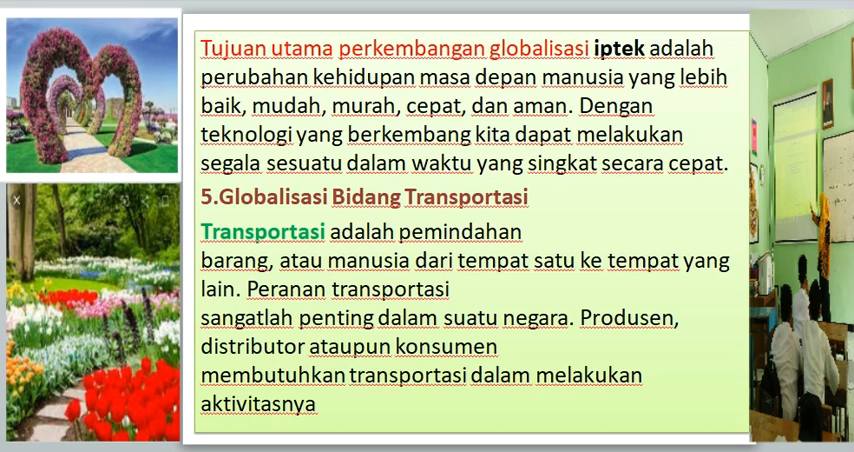 Tujuan utama perkembangan globalisasi iptek adalah
perubahan kehidupan masa depan manusia yang lebih
baik, mudah, murah, cepat, dan aman. Dengan
teknologi yang berkembang kita dapat melakukan
segala sesuatu dalam waktu yang singkat secara cepat.
5.Globalisasi Bidang Transportasi
Transportasi adalah pemindahan
barang, atau manusia dari tempat satu ke tempat yang
lain. Peranan transportasi
sangatlah penting dalam suatu negara. Produsen,
distributor ataupun konsumen
membutuhkan transportasi dalam melakukan
aktivitasnya